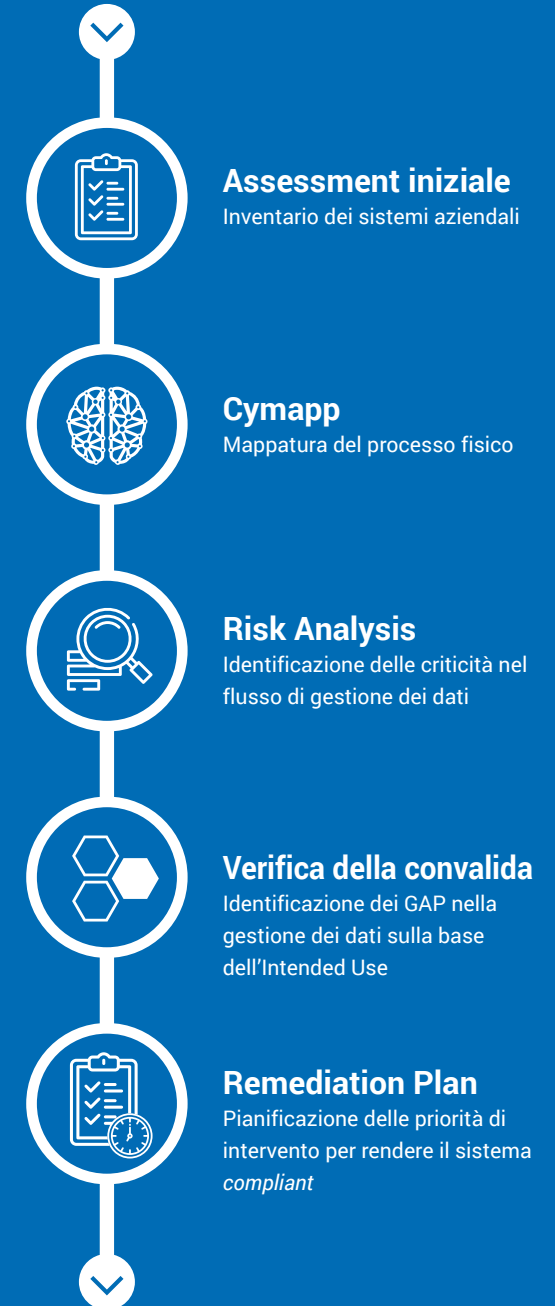 Assessment iniziale
Inventario dei sistemi aziendali
Cymapp
Mappatura del processo fisico
Risk Analysis
Identificazione delle criticità nel
flusso di gestione dei dati
Verifica della convalida
Identificazione dei GAP nella
gestione dei dati sulla base
dell'Intended Use
Remediation Plan
Pianificazione delle priorità di
intervento per rendere il sistema
compliant